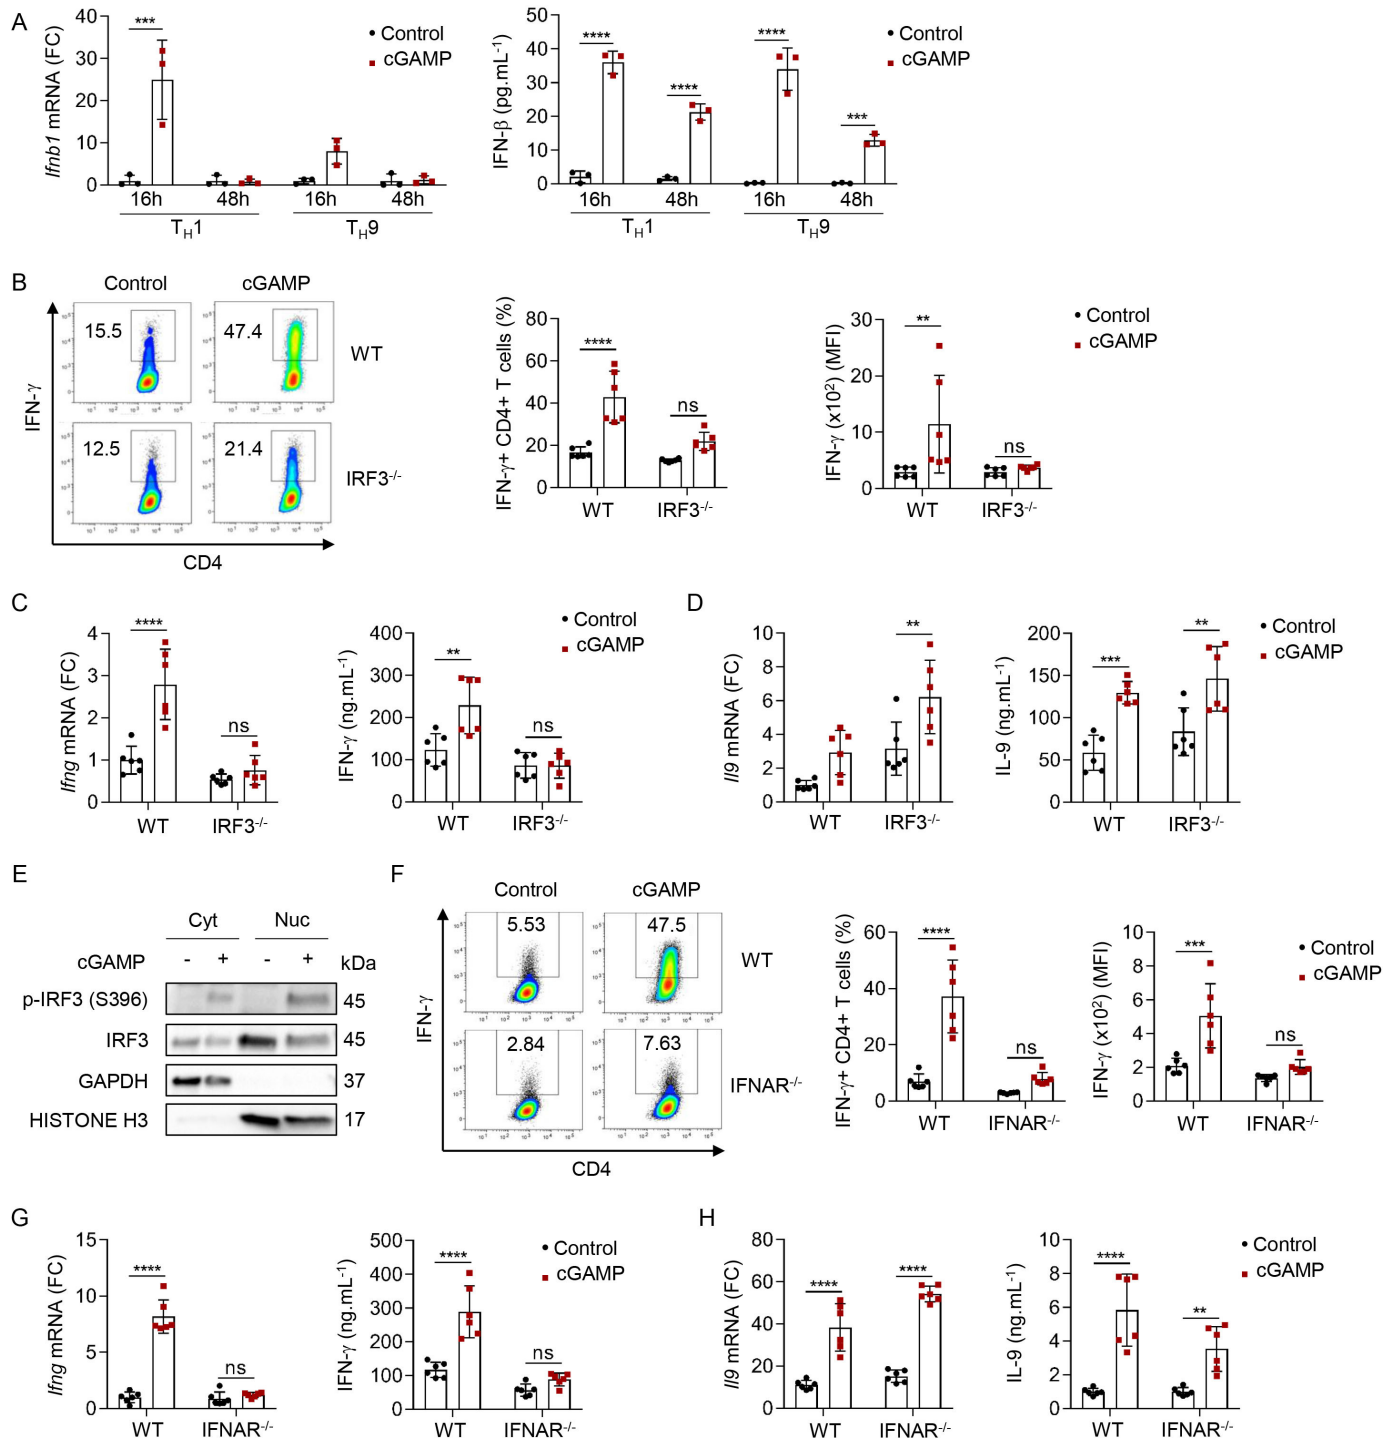 A
Ifnb1 mRNA (FC)
40
30
20
10
0
***
Control
cGAMP
16h 48h 16h 48h
TH1 TH9
IFN-β (pg.mL-1)
50
40
30
20
10
0
**** **** **** ***
Control
cGAMP
16h 48h 16h 48h
TH1 TH9
B
Control cGAMP
15.5 47.4 WT
12.5 21.4 IRF3-/-
IFN-γ
CD4
IFN-γ+ CD4+ T cells (%)
80
60
40
20
0
**** ns
WT IRF3-/-
IFN-γ (x10²) (MFI)
30
20
10
0
** ns
WT IRF3-/-
Control
cGAMP
C
Ifng mRNA (FC)
4
3
2
1
0
**** ns
WT IRF3-/-
IFN-γ (ng.mL-1)
400
300
200
100
0
** ns
WT IRF3-/-
Control
cGAMP
D
Il9 mRNA (FC)
10
8
6
4
2
0
**
WT IRF3-/-
IL-9 (ng.mL-1)
200
150
100
50
0
*** **
WT IRF3-/-
Control
cGAMP
E
Cyt Nuc
cGAMP - + - + kDa
p-IRF3 (S396) 45
IRF3 45
GAPDH 37
HISTONE H3 17
F
Control cGAMP
5.53 47.5 WT
2.84 7.63 IFNAR-/-
IFN-γ
CD4
IFN-γ+ CD4+ T cells (%)
60
40
20
0
**** ns
WT IFNAR-/-
IFN-γ (x10²) (MFI)
10
8
6
4
2
0
*** ns
WT IFNAR-/-
Control
cGAMP
G
Ifng mRNA (FC)
15
10
5
0
**** ns
WT IFNAR-/-
IFN-γ (ng.mL-1)
500
400
300
200
100
0
**** ns
WT IFNAR-/-
Control
cGAMP
H
Il9 mRNA (FC)
80
60
40
20
0
**** ****
WT IFNAR-/-
IL-9 (ng.mL-1)
10
8
6
4
2
0
**** **
WT IFNAR-/-
Control
cGAMP